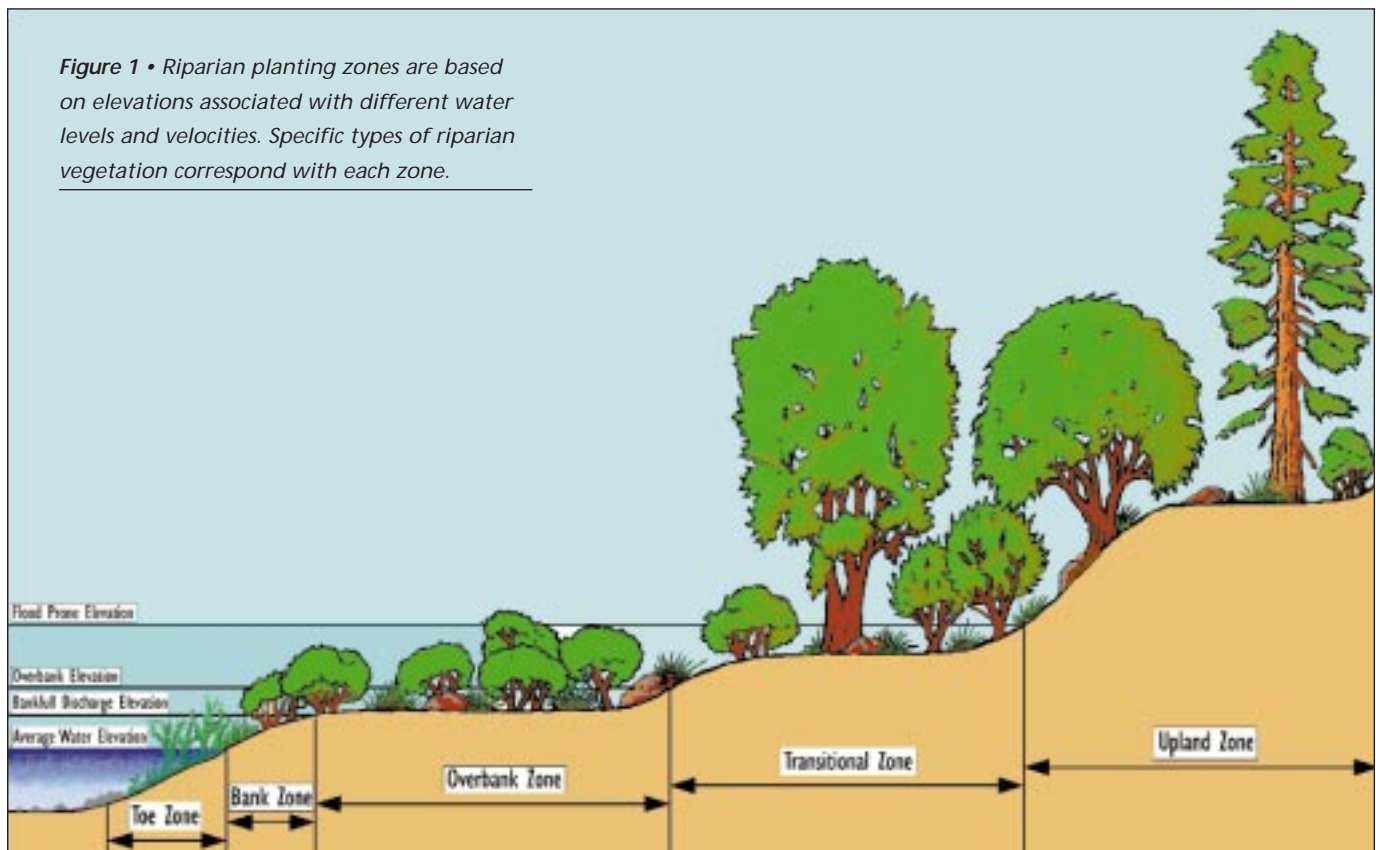 Figure 1 • Riparian planting zones are based
on elevations associated with different water
levels and velocities. Specific types of riparian
vegetation correspond with each zone.
Flood Prone Elevation
Overbank Elevation
Bankfull Discharge Elevation
Average Water Elevation
Toe Zone
Bank Zone
Overbank Zone
Transitional Zone
Upland Zone